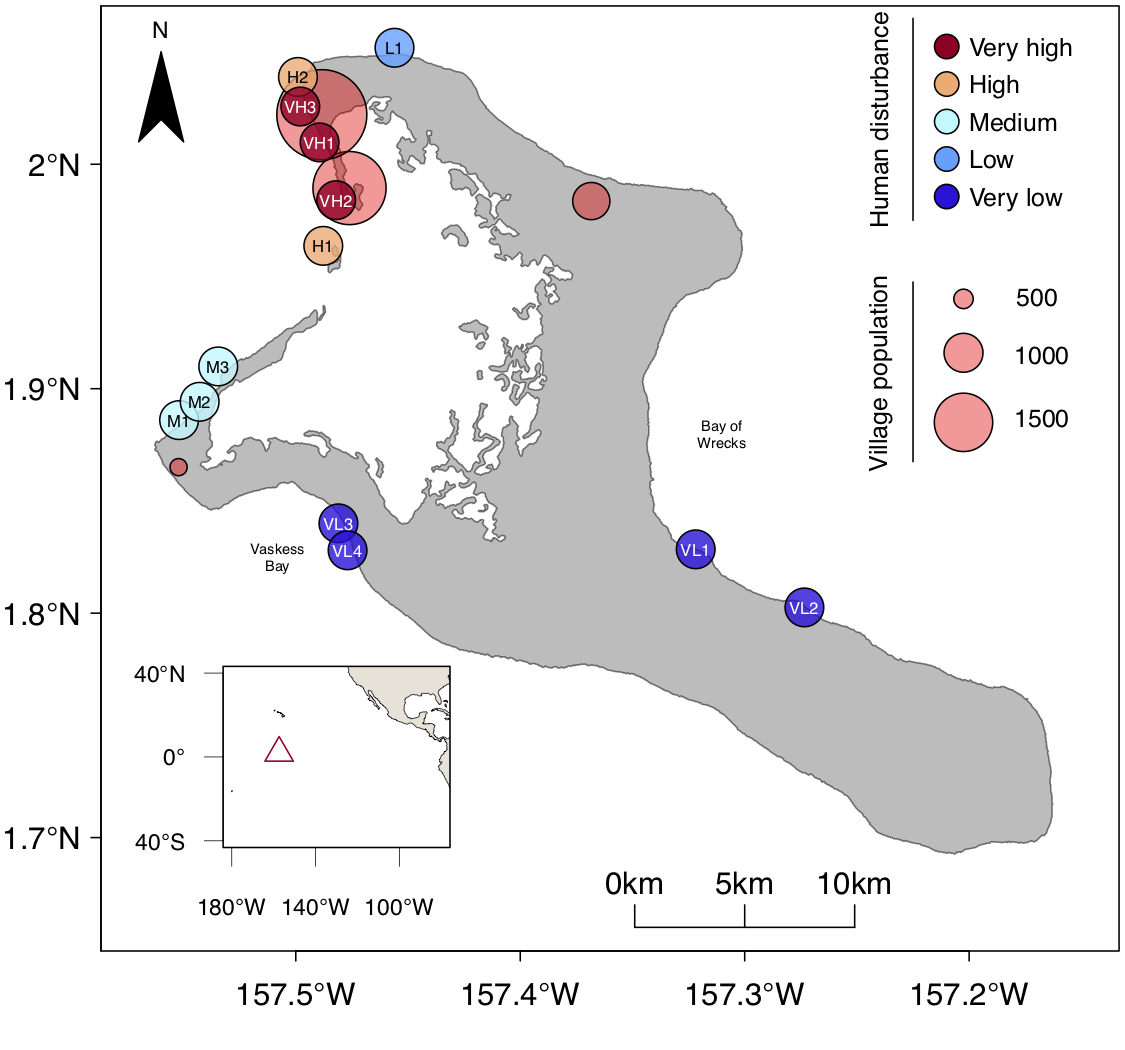 N
L1
H2
VH3
VH1
VH2
H1
M3
M2
M1
VL3
VL4
VL1
VL2
Bay of
Wrecks
Vaskess
Bay
Human disturbance
Very high
High
Medium
Low
Very low
Village population
500
1000
1500
2°N
1.9°N
1.8°N
1.7°N
40°N
0°
40°S
180°W 140°W 100°W
0km 5km 10km
157.5°W 157.4°W 157.3°W 157.2°W